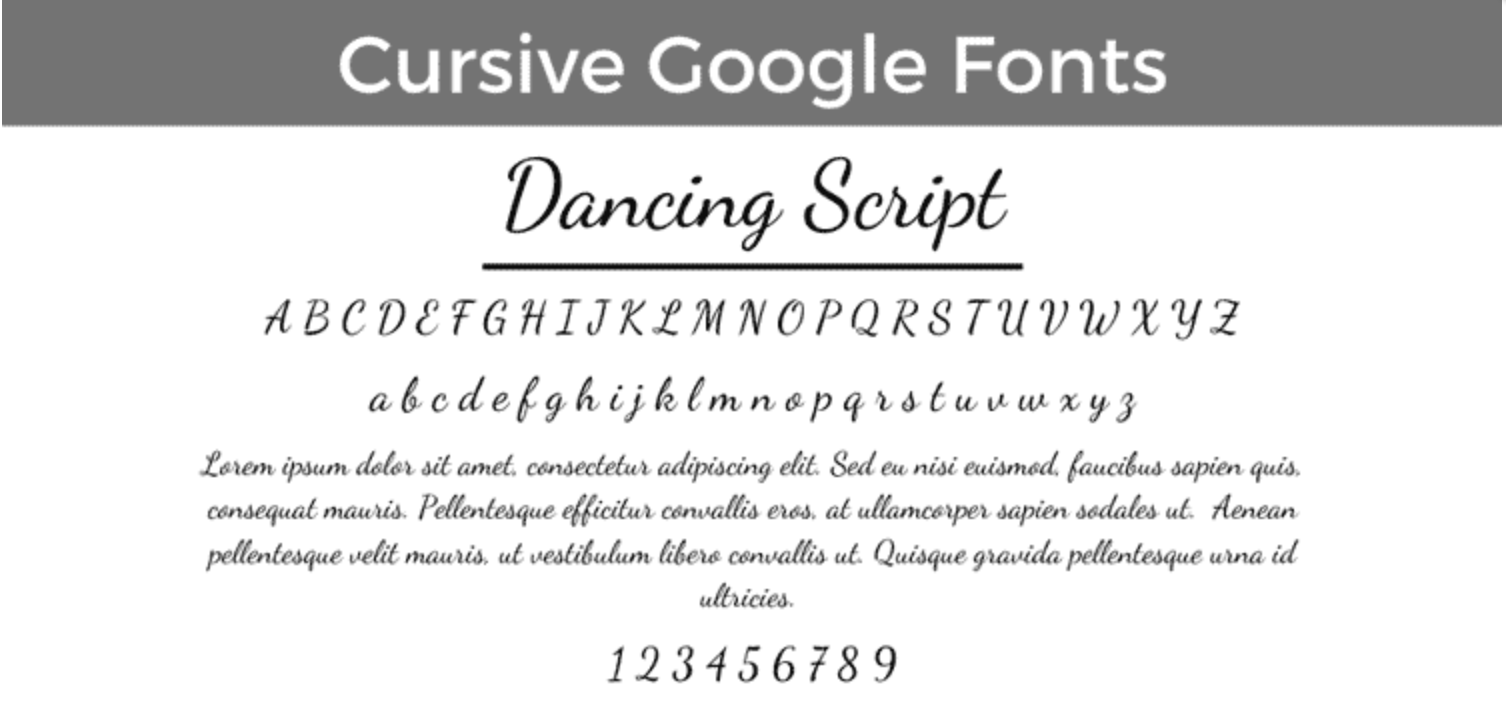 Cursive Google Fonts
Dancing Script
A B C D E F G H I J K L M N O P Q R S T U V W X Y Z
a b c d e f g h i j k l m n o p q r s t u v w x y z
Lorem ipsum dolor sit amet, consectetur adipiscing elit. Sed eu nisi euismod, faucibus sapien quis,
consequat mauris. Pellentesque efficitur convallis eros, at ullamcorper sapien sodales ut.  Aenean
pellentesque velit mauris, ut vestibulum libero convallis ut. Quisque gravida pellentesque urna id
ultricies.
1 2 3 4 5 6 7 8 9